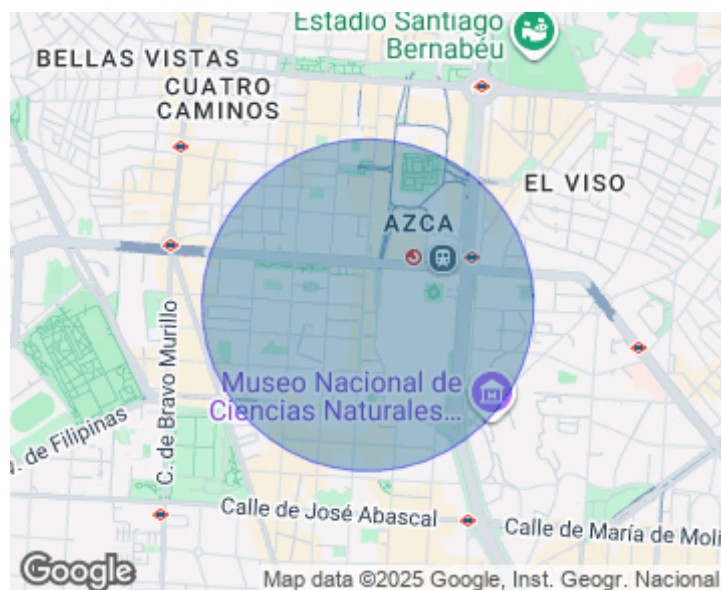 Estadio Santiago
Bernabéu
BELLAS VISTAS
CUATRO
CAMINOS
EL VISO
AZCA
C. de Bravo Murillo
Museo Nacional de
Ciencias Naturales...
de Filipinas
Calle de José Abascal
Calle de María de Moli
Google
Map data ©2025 Google, Inst. Geogr. Nacional